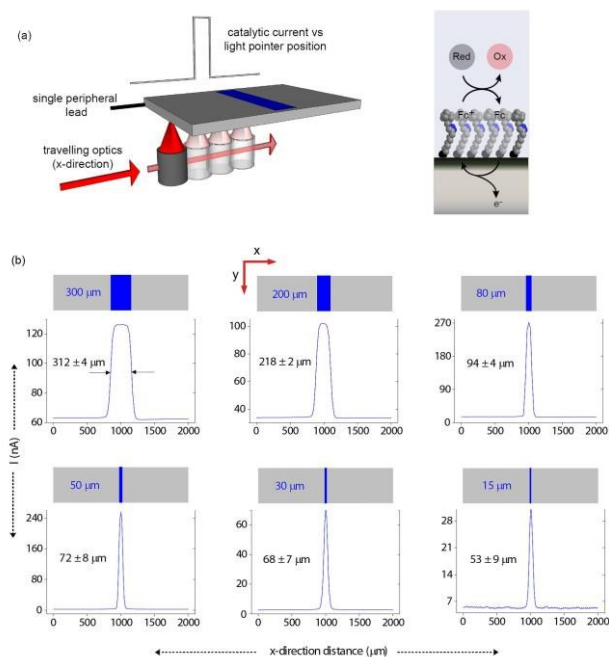 (a)
catalytic current vs
light pointer position
single peripheral
lead
travelling optics
(x-direction)
Red
Ox
Fc⁺
Fc
e⁻
(b)
x
y
300 μm
200 μm
80 μm
120
100
80
60
312 ± 4 μm
0 500 1000 1500 2000
100
80
60
40
218 ± 2 μm
0 500 1000 1500 2000
270
180
90
0
94 ± 4 μm
0 500 1000 1500 2000
I (nA)
50 μm
30 μm
15 μm
240
160
80
0
72 ± 8 μm
0 500 1000 1500 2000
60
40
20
0
68 ± 7 μm
0 500 1000 1500 2000
28
21
14
7
53 ± 9 μm
0 500 1000 1500 2000
x-direction distance (μm)